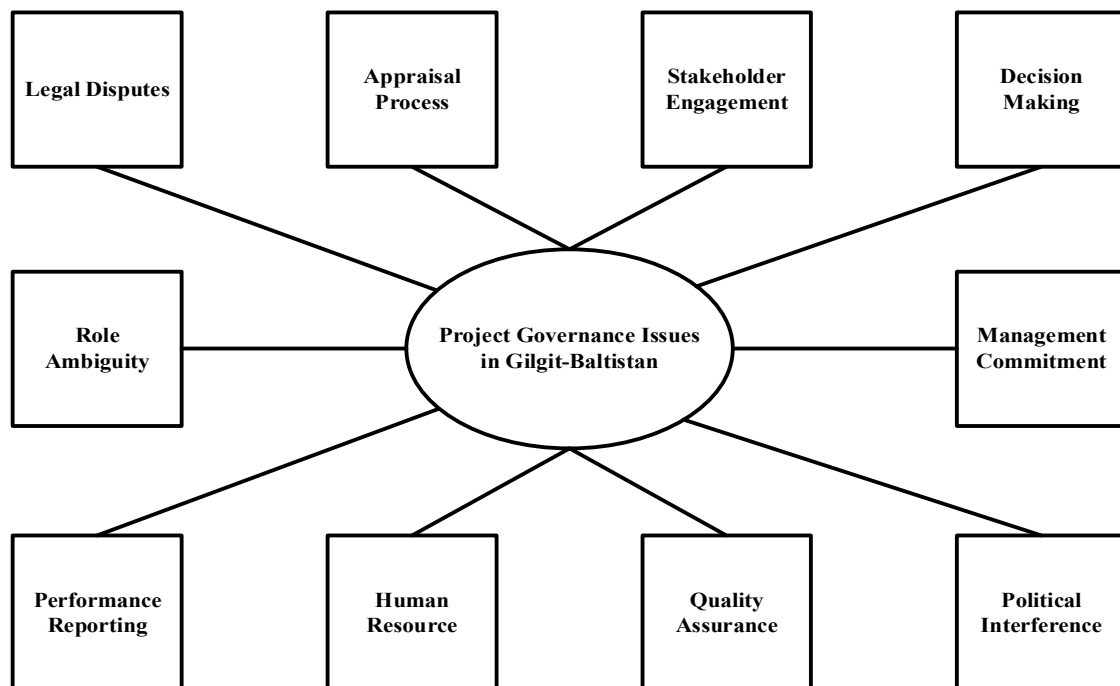 Legal Disputes
Appraisal
Process
Stakeholder
Engagement
Decision
Making
Role
Ambiguity
Project Governance Issues
in Gilgit-Baltistan
Management
Commitment
Performance
Reporting
Human
Resource
Quality
Assurance
Political
Interference